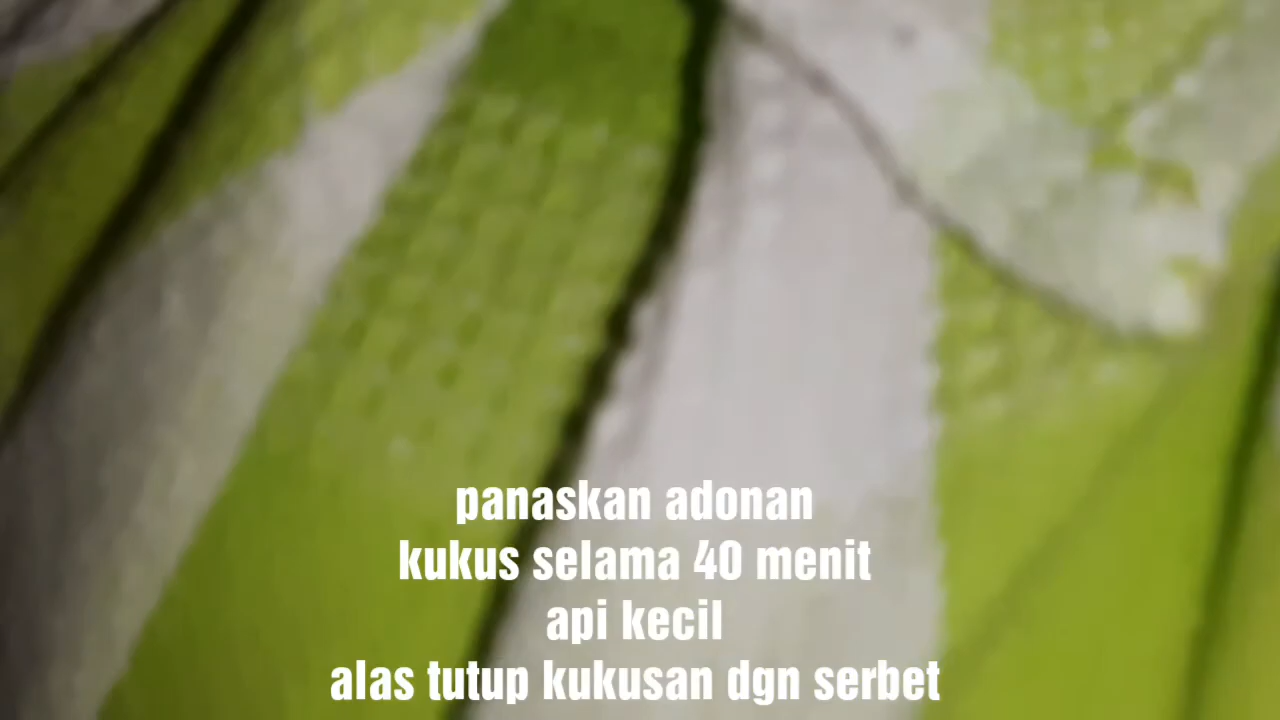 panaskan adonan
kukus selama 40 menit
api kecil
alas tutup kukusan dgn serbet